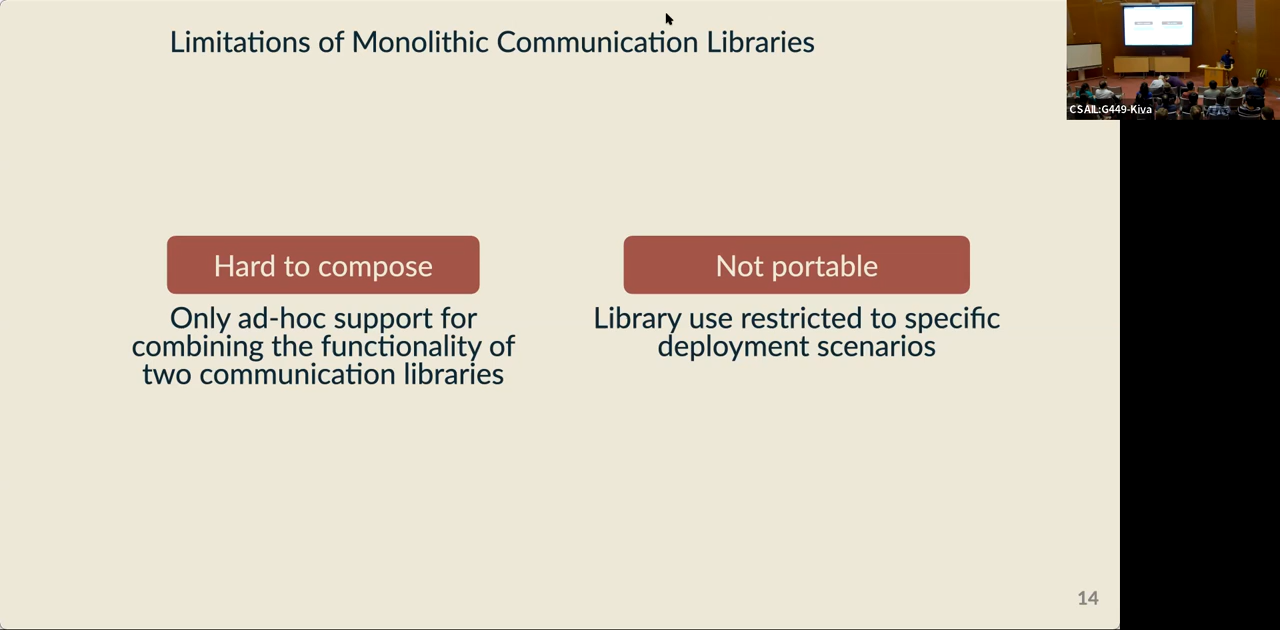 Limitations of Monolithic Communication Libraries
CSAIL:G449-Kiva
Hard to compose
Only ad-hoc support for
combining the functionality of
two communication libraries
Not portable
Library use restricted to specific
deployment scenarios
14